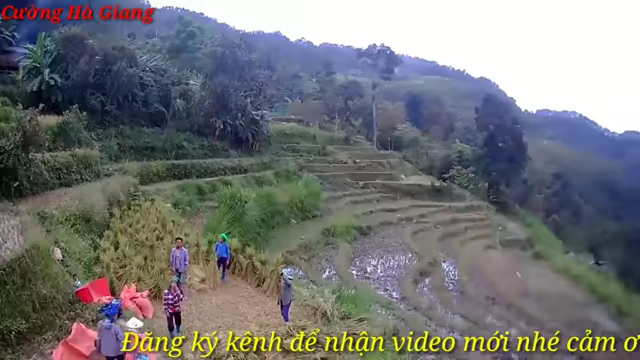 Cường Hà Giang
Đăng ký kênh để nhận video mới nhé cảm o